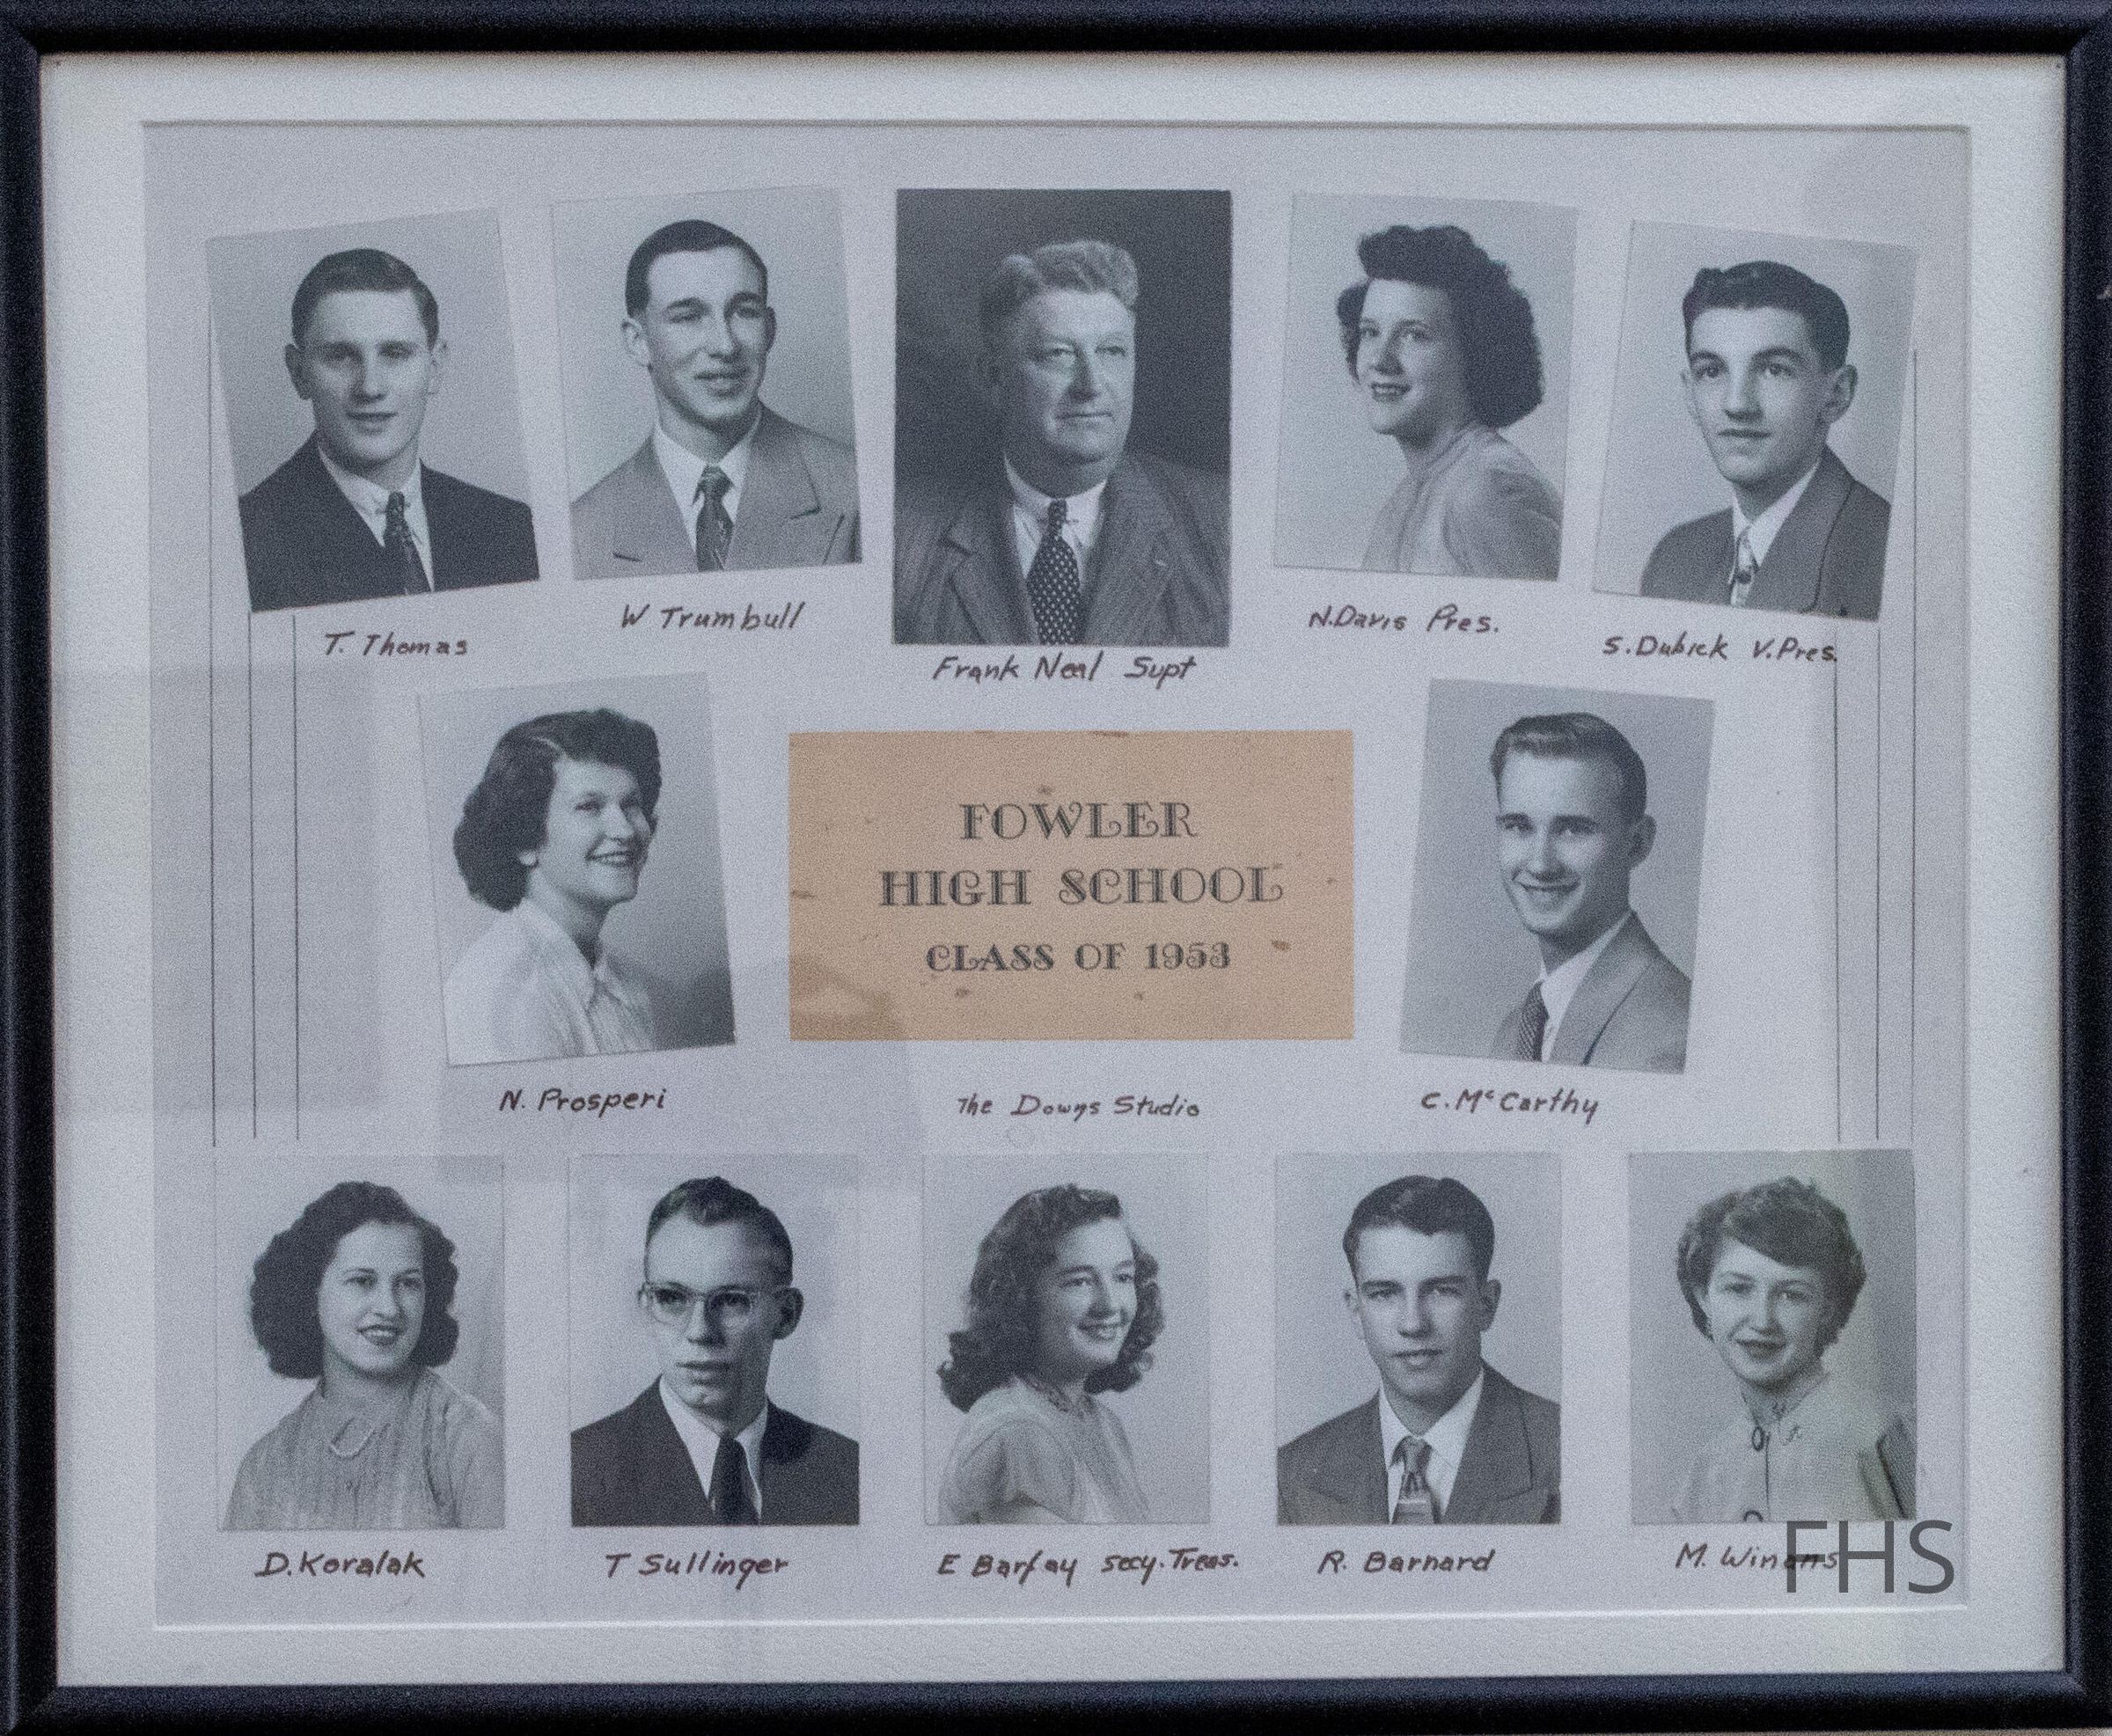 T. Thomas
W Trumbull
Frank Neal Supt
N.Davis Pres.
S.Dubick V.Pres.
FOWLER
HIGH SCHOOL
CLASS OF 1953
N. Prosperi
The Downs Studio
C. McCarthy
D.Koralak
T Sullinger
E Barfay secy.Treas.
R. Barnard
M. Winans
FHS